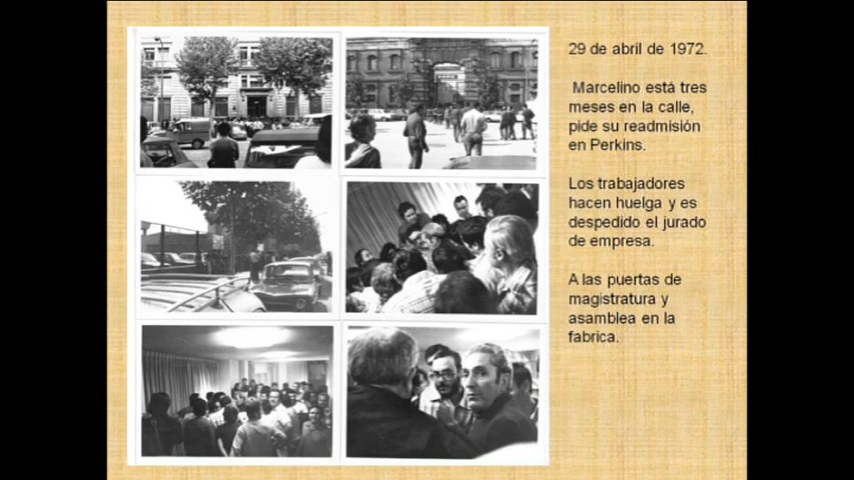 29 de abril de 1972.
Marcelino está tres
meses en la calle,
pide su readmisión
en Perkins.
Los trabajadores
hacen huelga y es
despedido el jurado
de empresa.
A las puertas de
magistratura y
asamblea en la
fabrica.